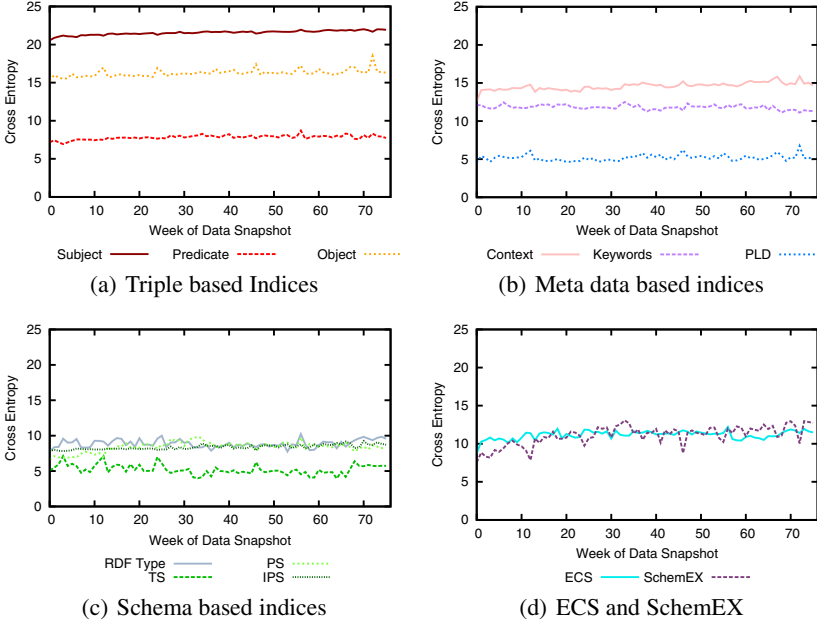 25
20
15
10
5
0
Cross Entropy
0 10 20 30 40 50 60 70
Week of Data Snapshot
Subject Predicate Object
(a) Triple based Indices
25
20
15
10
5
0
Cross Entropy
0 10 20 30 40 50 60 70
Week of Data Snapshot
Context Keywords PLD
(b) Meta data based indices
25
20
15
10
5
0
Cross Entropy
0 10 20 30 40 50 60 70
Week of Data Snapshot
RDF Type PS
TS IPS
(c) Schema based indices
25
20
15
10
5
0
Cross Entropy
0 10 20 30 40 50 60 70
Week of Data Snapshot
ECS SchemEX
(d) ECS and SchemEX